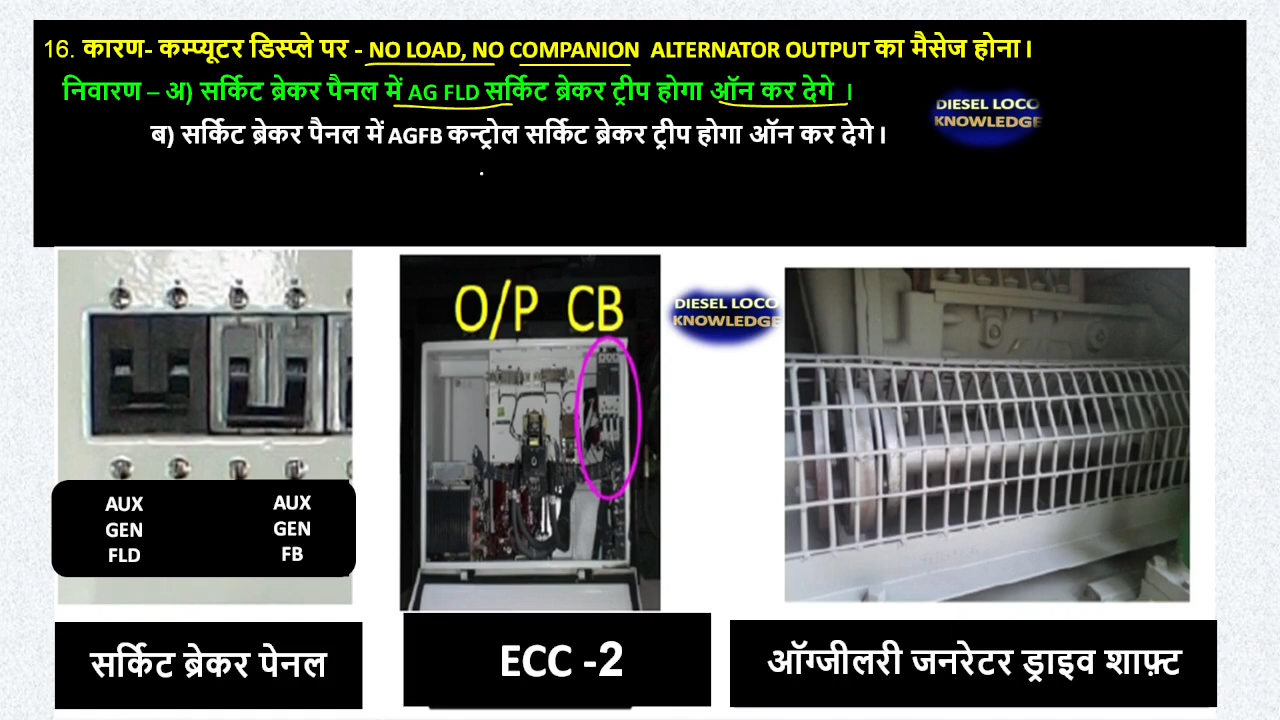 16. कारण- कम्प्यूटर डिस्प्ले पर - NO LOAD, NO COMPANION ALTERNATOR OUTPUT का मैसेज होना I
निवारण – अ) सर्किट ब्रेकर पैनल में AG FLD सर्किट ब्रेकर ट्रीप होगा ऑन कर देगे I
ब) सर्किट ब्रेकर पैनल में AGFB कन्ट्रोल सर्किट ब्रेकर ट्रीप होगा ऑन कर देगे I
DIESEL LOCO
KNOWLEDGE
O/P CB
DIESEL LOCO
KNOWLEDGE
AUX AUX
GEN GEN
FLD FB
सर्किट ब्रेकर पेनल
ECC -2
ऑग्जीलरी जनरेटर ड्राइव शाफ़्ट